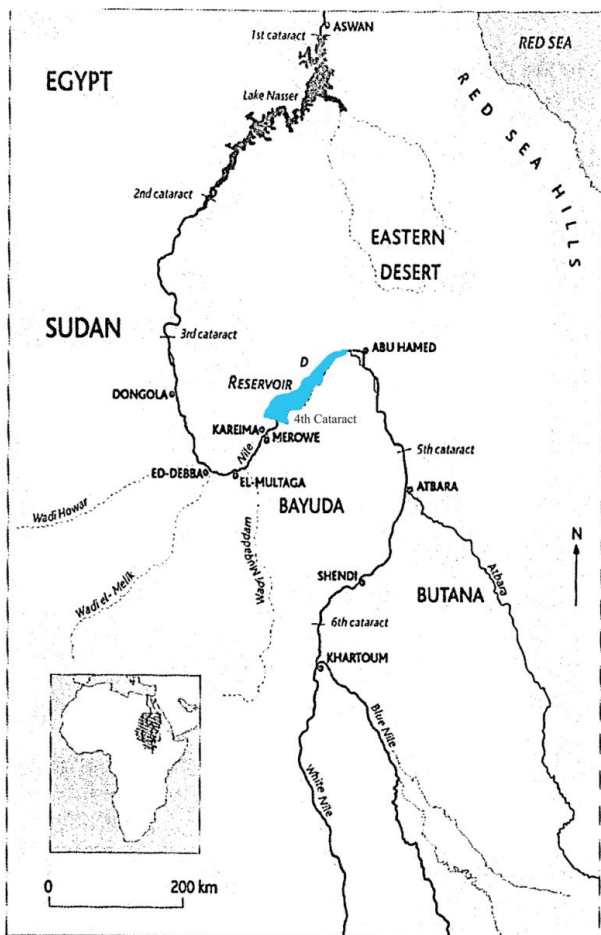 ASWAN
1st cataract
RED SEA
EGYPT
RED SEA HILLS
Lake Nasser
2nd cataract
EASTERN
DESERT
SUDAN
3rd cataract
ABU HAMED
D
RESERVOIR
DONGOLA
4th Cataract
KAREIMA
MEROWE
Nile
5th cataract
ED-DEBBA
EL-MULTAGA
ATBARA
BAYUDA
Wadi Howar
Wadi Muqaddam
N
Atbara
SHENDI
BUTANA
Wadi el-Melik
6th cataract
KHARTOUM
Blue Nile
White Nile
0 200 km